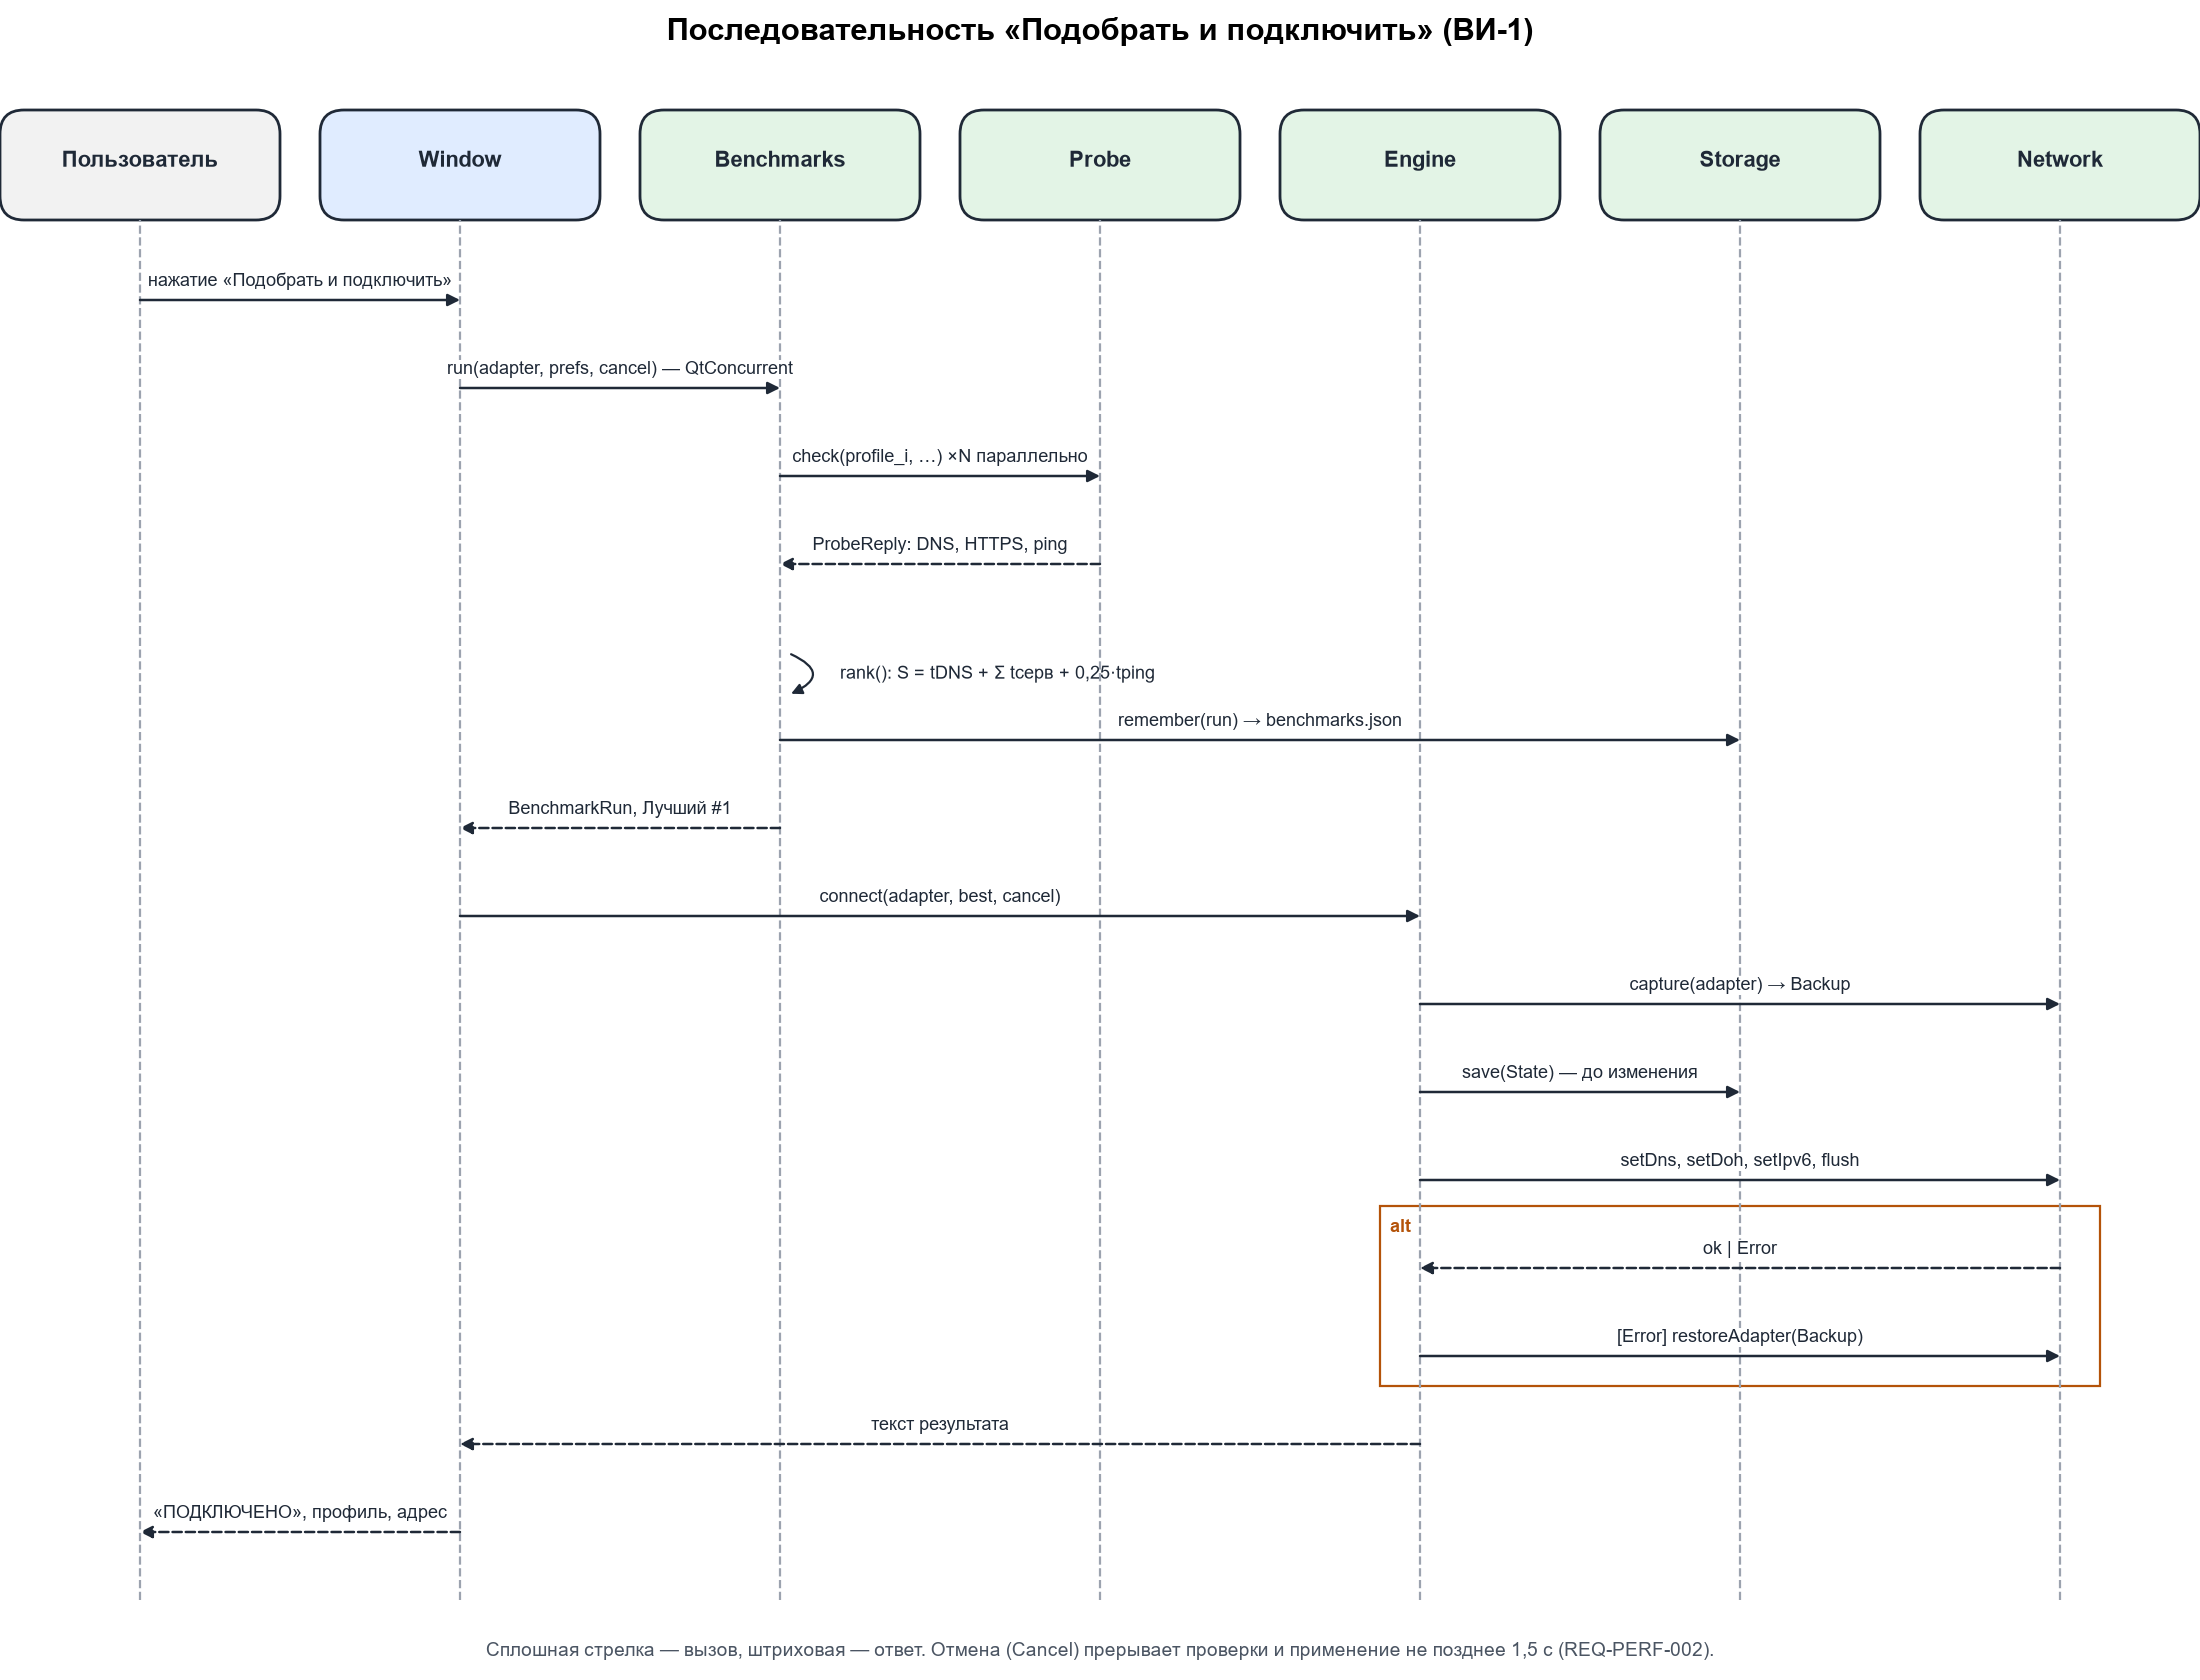 Последовательность «Подобрать и подключить» (ВИ-1)
Пользователь
Window
Benchmarks
Probe
Engine
Storage
Network
нажатие «Подобрать и подключить»
run(adapter, prefs, cancel) — QtConcurrent
check(profile_i, …) ×N параллельно
ProbeReply: DNS, HTTPS, ping
rank(): S = tDNS + Σ tсерв + 0,25·tping
remember(run) → benchmarks.json
BenchmarkRun, Лучший #1
connect(adapter, best, cancel)
capture(adapter) → Backup
save(State) — до изменения
setDns, setDoh, setIpv6, flush
alt
ok | Error
[Error] restoreAdapter(Backup)
текст результата
«ПОДКЛЮЧЕНО», профиль, адрес
Сплошная стрелка — вызов, штриховая — ответ. Отмена (Cancel) прерывает проверки и применение не позднее 1,5 с (REQ-PERF-002).